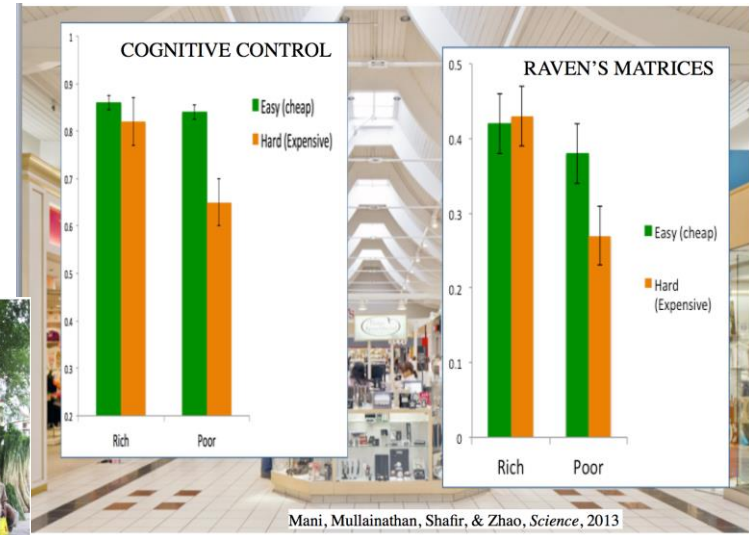 COGNITIVE CONTROL
1
0.9
0.8
0.7
0.6
0.5
0.4
0.3
0.2
Easy (cheap)
Hard (Expensive)
Rich
Poor
RAVEN'S MATRICES
0.5
0.4
0.3
0.2
0.1
0
Easy (cheap)
Hard
(Expensive)
Rich
Poor
Mani, Mullainathan, Shafir, & Zhao, Science, 2013